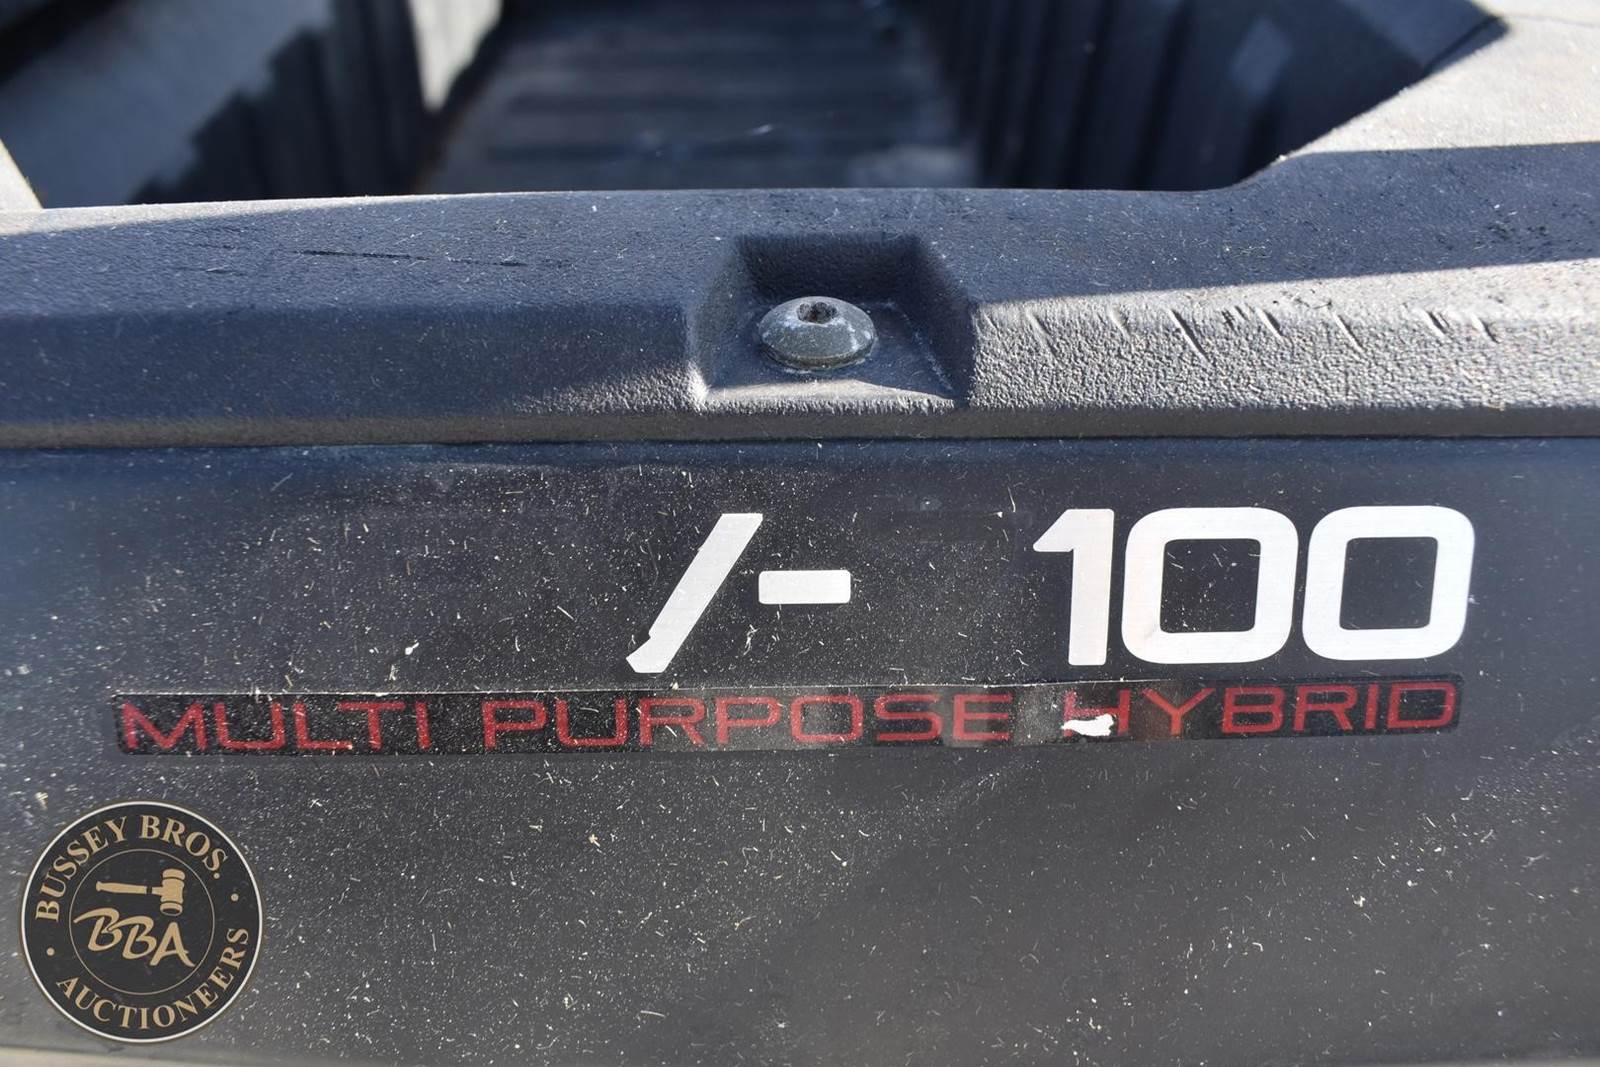 /- 100
MULTI PURPOSE HYBRID
BUSSEY BROS.
BBA
AUCTIONEERS